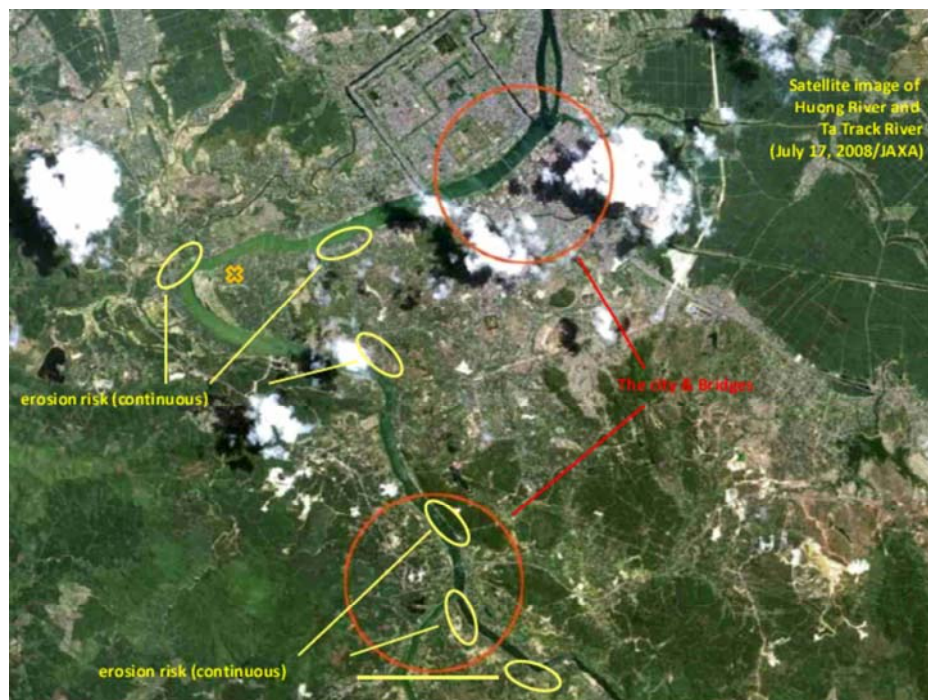 Satellite image of
Huong River and
Ta Track River
(July 17, 2008/JAXA)
The city & Bridges
erosion risk (continuous)
erosion risk (continuous)